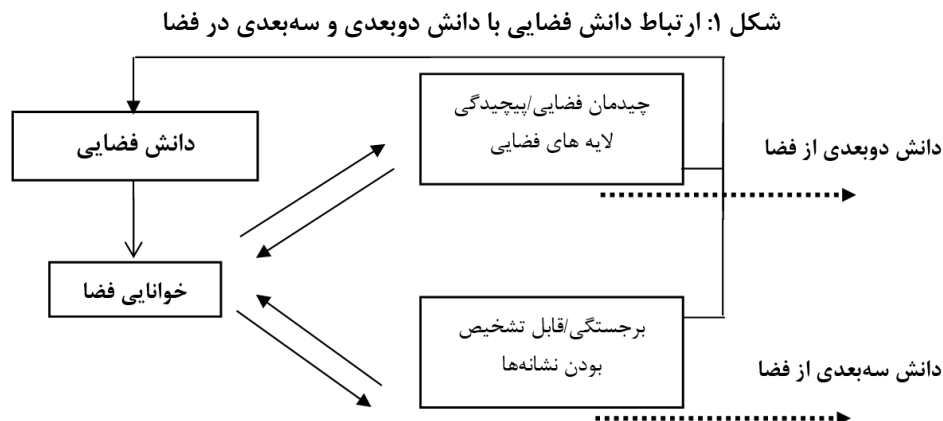 شکل ۱: ارتباط دانش فضایی با دانش دوبعدی و سه‌بعدی در فضا
دانش فضایی
چیدمان فضایی/پیچیدگی
لایه های فضایی
دانش دوبعدی از فضا
خوانایی فضا
برجستگی/قابل تشخیص
بودن نشانه‌ها
دانش سه‌بعدی از فضا